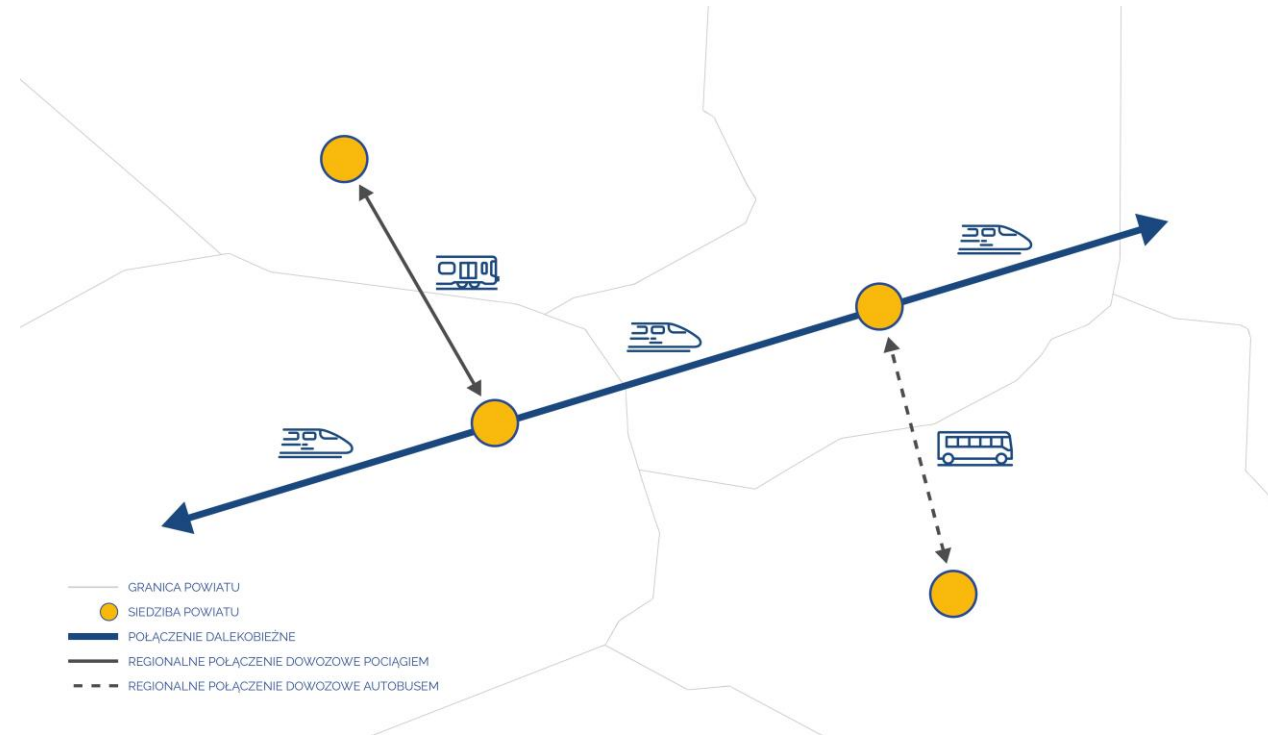 GRANICA POWIATU
SIEDZIBA POWIATU
POŁĄCZENIE DALEKOBIEŻNE
REGIONALNE POŁĄCZENIE DOWOZOWE POCIĄGIEM
REGIONALNE POŁĄCZENIE DOWOZOWE AUTOBUSEM